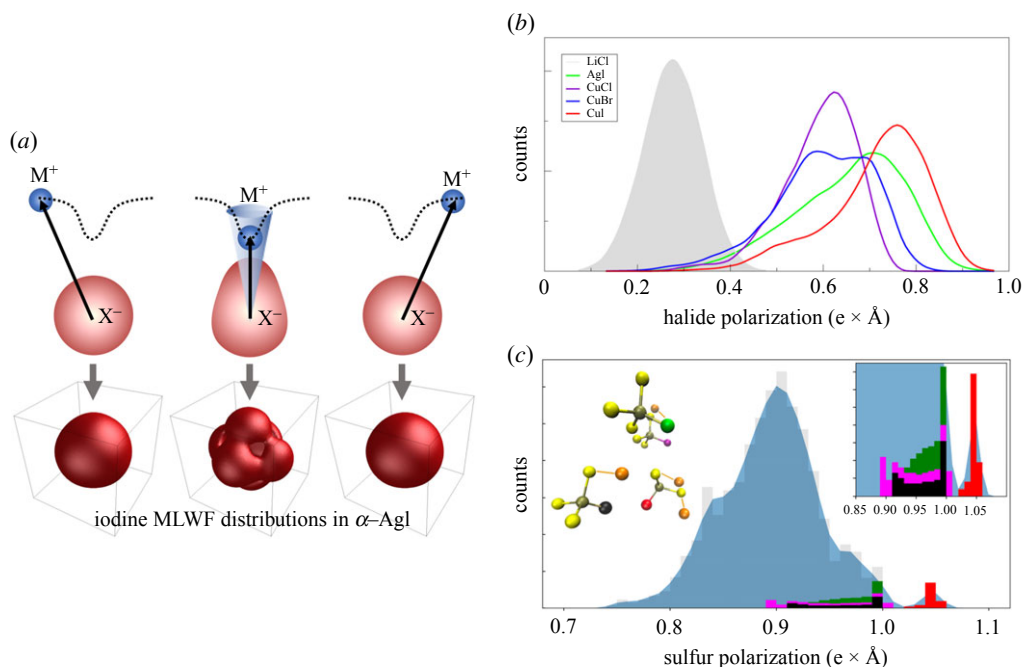 (a)
M⁺
M⁺
M⁺
X⁻
X⁻
X⁻
iodine MLWF distributions in α–AgI
(b)
counts
LiCl
AgI
CuCl
CuBr
CuI
0
0.2
0.4
0.6
0.8
1.0
halide polarization (e × Å)
(c)
counts
0.85
0.90
0.95
1.00
1.05
0.7
0.8
0.9
1.0
1.1
sulfur polarization (e × Å)